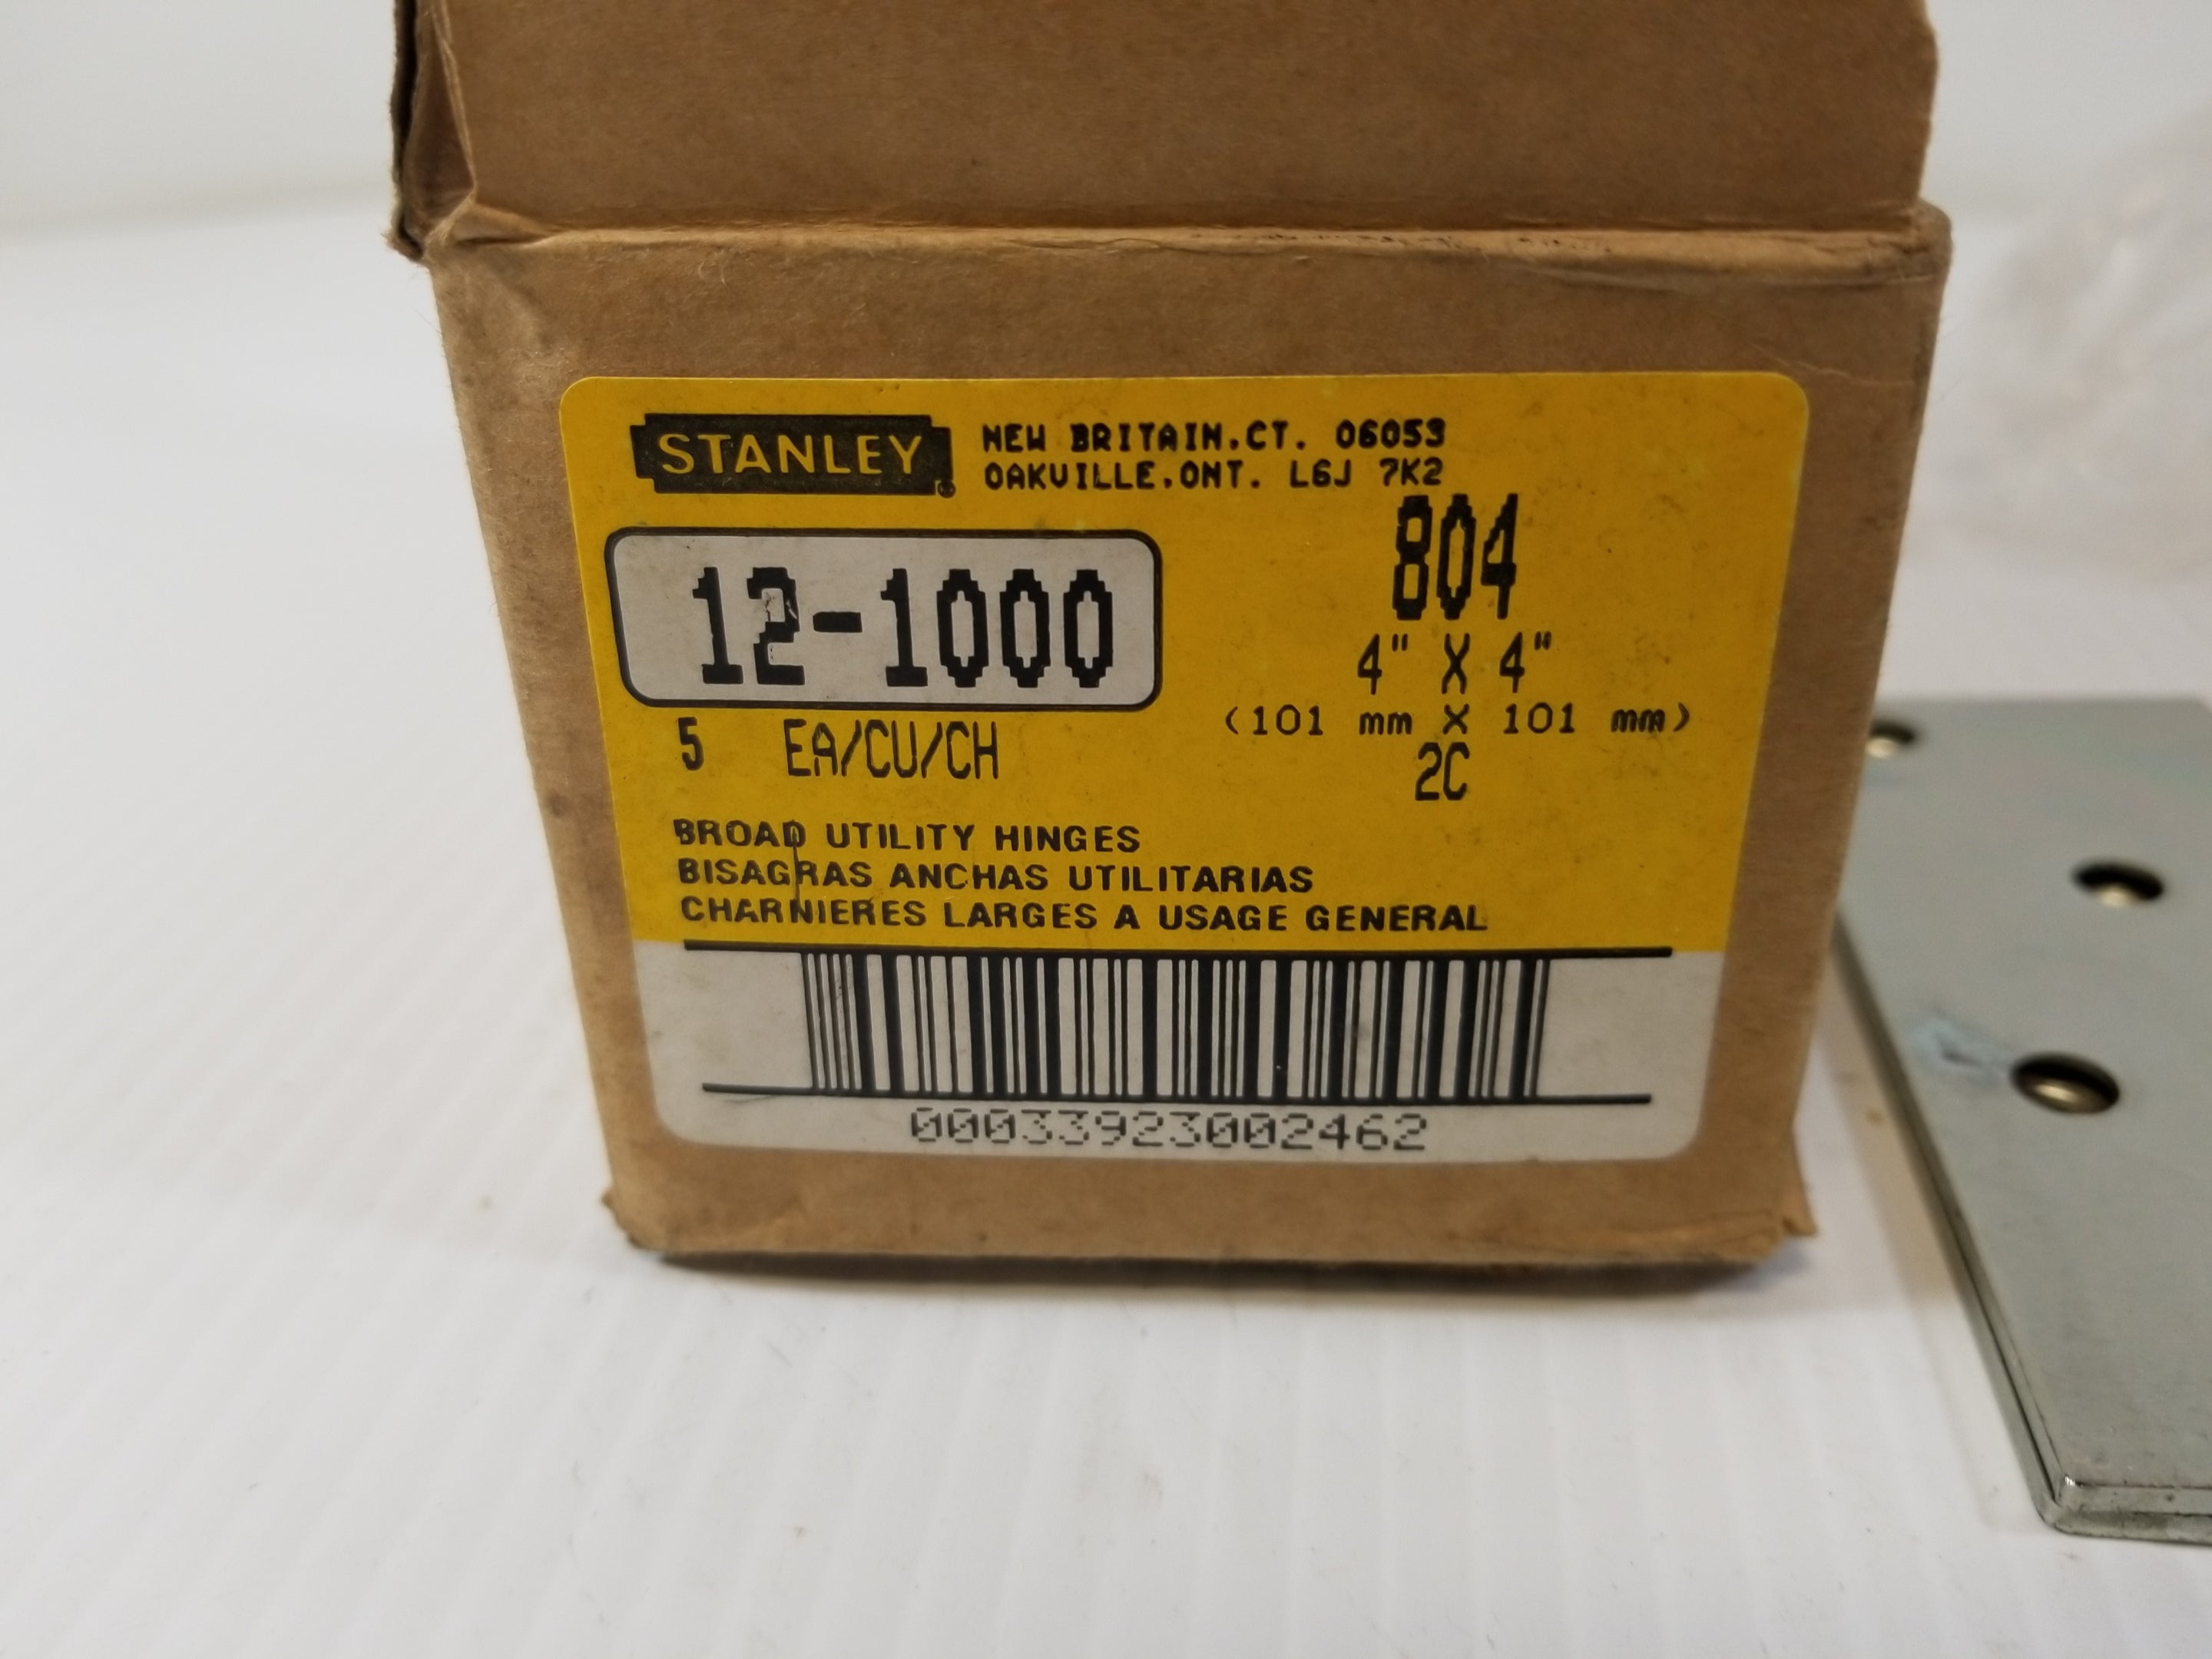 STANLEY®
NEW BRITAIN,CT. 06053
OAKVILLE,ONT. L6J 7K2
12-1000
804
4" X 4"
(101 mm X 101 mm)
5 EA/CU/CH
2C
BROAD UTILITY HINGES
BISAGRAS ANCHAS UTILITARIAS
CHARNIERES LARGES A USAGE GENERAL
00033923002462